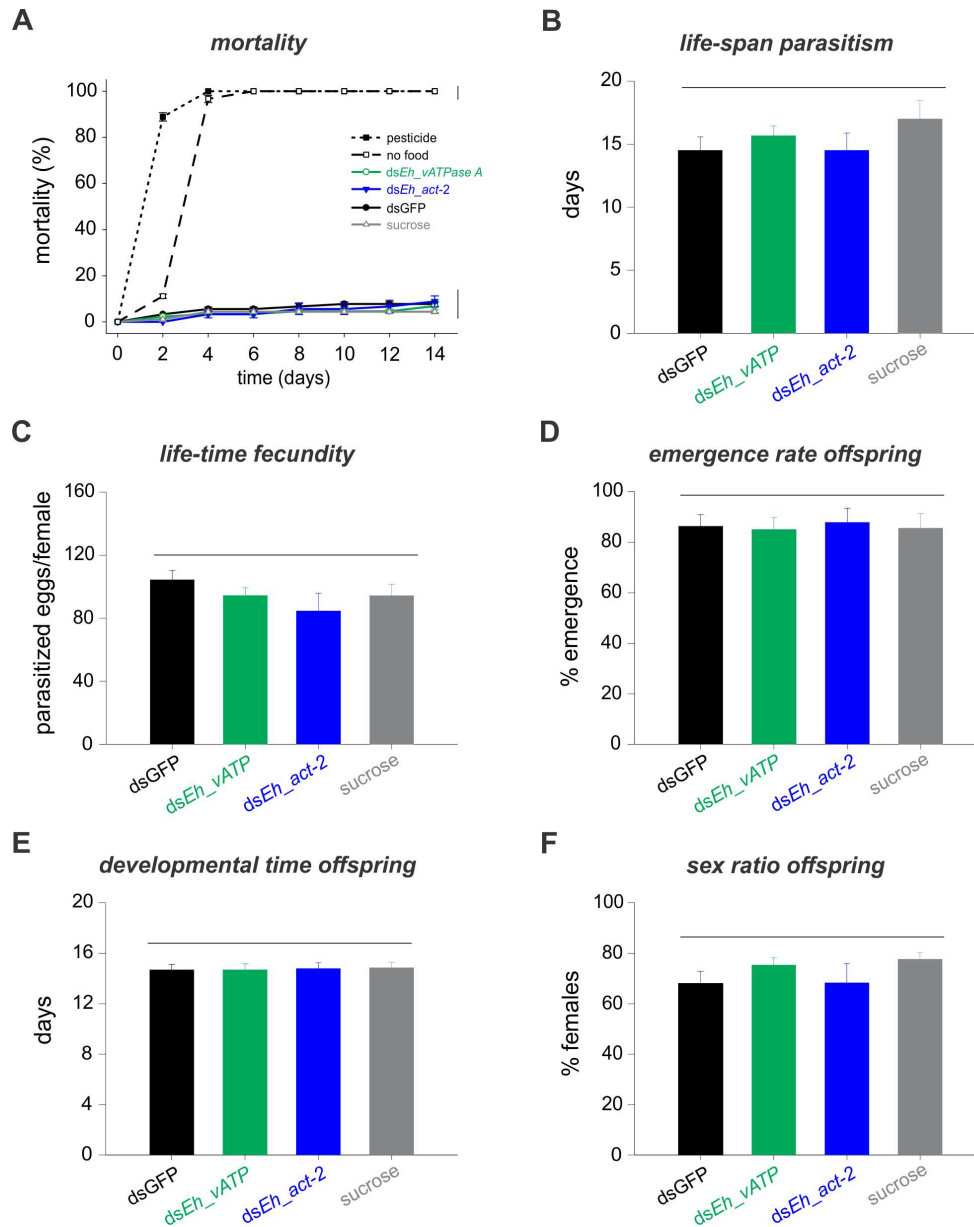 A
mortality
mortality (%)
100
80
60
40
20
0
pesticide
no food
dsEh_vATPase A
dsEh_act-2
dsGFP
sucrose
0 2 4 6 8 10 12 14
time (days)
B
life-span parasitism
days
20
15
10
5
0
dsGFP
dsEh_vATP
dsEh_act-2
sucrose
C
life-time fecundity
parasitized eggs/female
160
120
80
40
0
dsGFP
dsEh_vATP
dsEh_act-2
sucrose
D
emergence rate offspring
% emergence
100
80
60
40
20
0
dsGFP
dsEh_vATP
dsEh_act-2
sucrose
E
developmental time offspring
days
20
16
12
8
4
0
dsGFP
dsEh_vATP
dsEh_act-2
sucrose
F
sex ratio offspring
% females
100
80
60
40
20
0
dsGFP
dsEh_vATP
dsEh_act-2
sucrose